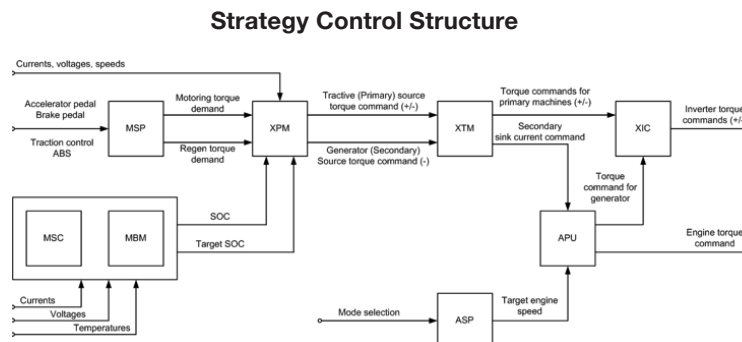 Strategy Control Structure
Currents, voltages, speeds
Accelerator pedal
Brake pedal
Traction control
ABS
MSP
Motoring torque
demand
Regen torque
demand
XPM
Tractive (Primary) source
torque command (+/-)
Generator (Secondary)
Source torque command (-)
XTM
Torque commands for
primary machines (+/-)
Secondary
sink current command
XIC
Inverter torque
commands (+/-
Torque
command for
generator
MSC
MBM
SOC
Target SOC
APU
Engine torque
command
Currents
Voltages
Temperatures
Mode selection
ASP
Target engine
speed